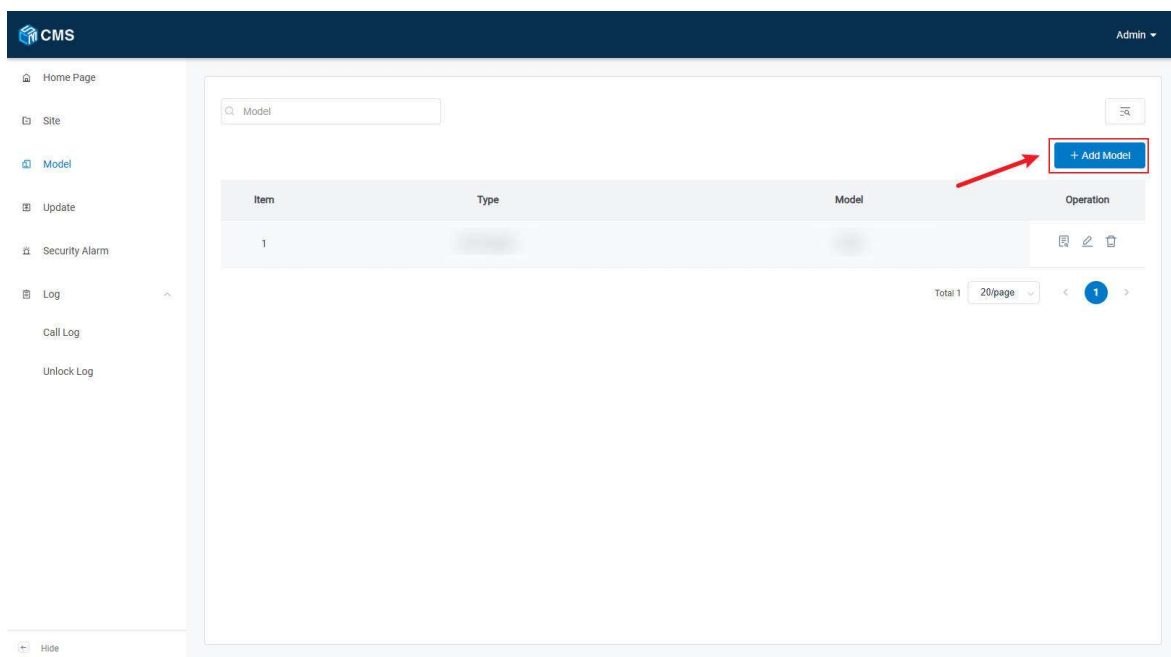 CMS
Admin
Home Page
Site
Model
Update
Security Alarm
Log
Call Log
Unlock Log
Hide
Model
+ Add Model
Item Type Model Operation
1
Total 1 20/page < 1 >